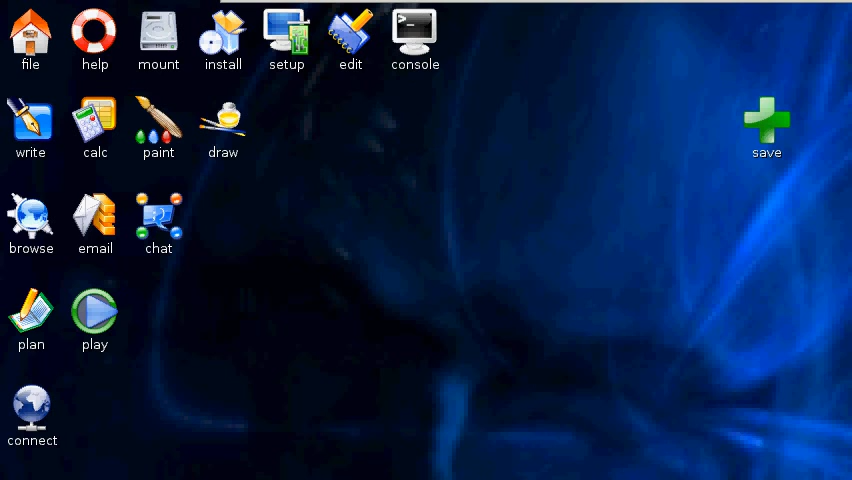 file help mount install setup edit console
write calc paint draw save
browse email chat
plan play
connect